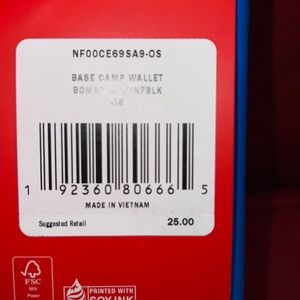 NF00CE69SA9-OS
BASE CAMP WALLET
1 92360 80666 5
MADE IN VIETNAM
Suggested Retail 25.00
FSC
MIX
Paper
PRINTED WITH
SOY INK